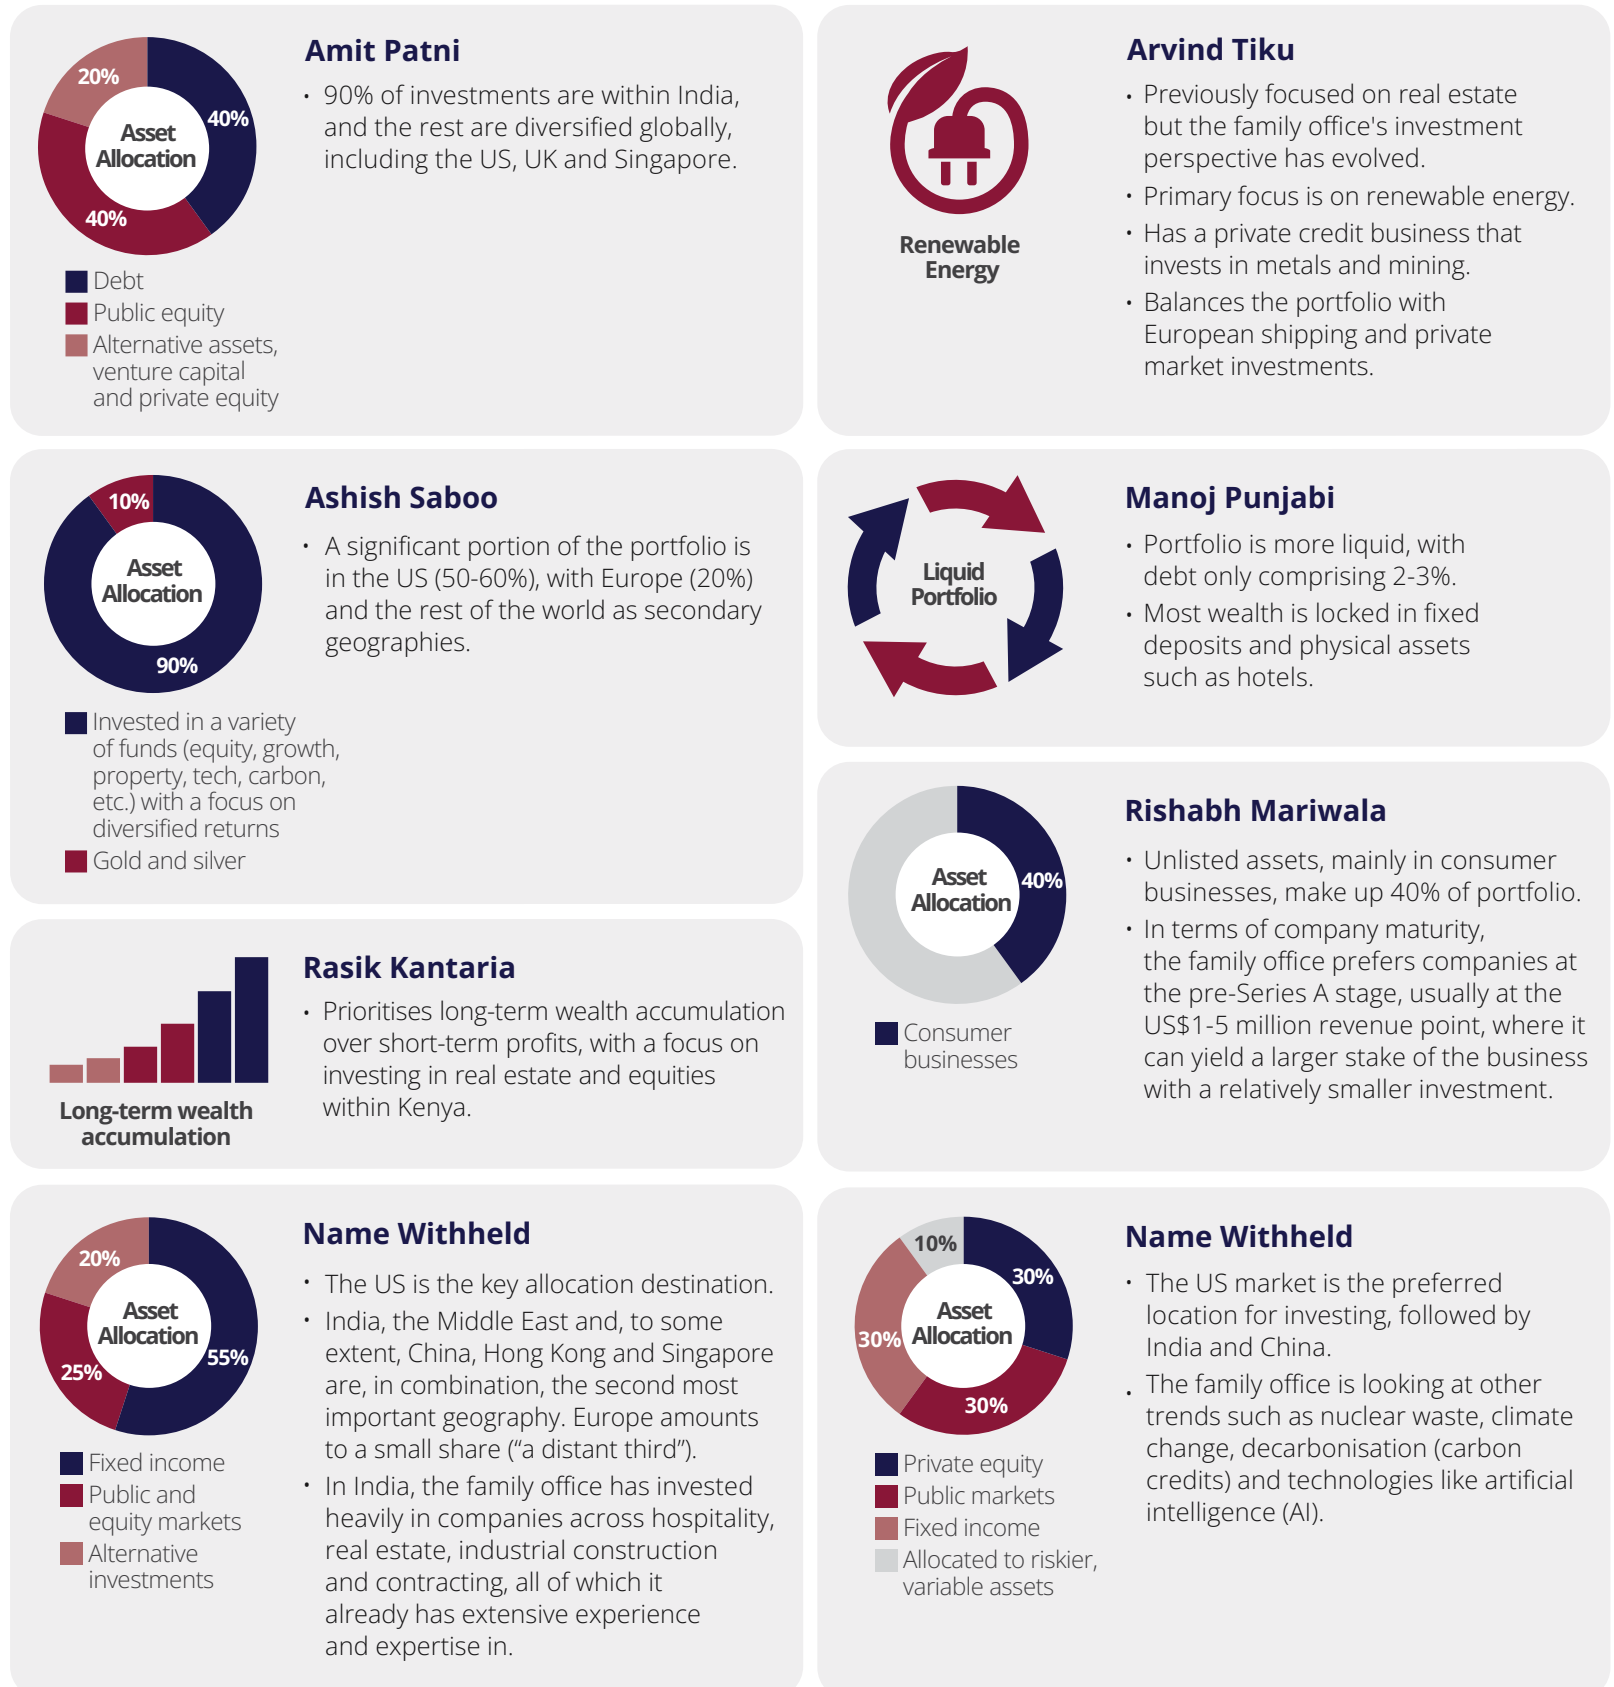 20%
40%
Asset
Allocation
40%
Debt
Public equity
Alternative assets,
venture capital
and private equity
Amit Patni
• 90% of investments are within India,
and the rest are diversified globally,
including the US, UK and Singapore.
Renewable
Energy
Arvind Tiku
• Previously focused on real estate
but the family office's investment
perspective has evolved.
• Primary focus is on renewable energy.
• Has a private credit business that
invests in metals and mining.
• Balances the portfolio with
European shipping and private
market investments.
10%
Asset
Allocation
90%
Invested in a variety
of funds (equity, growth,
property, tech, carbon,
etc.) with a focus on
diversified returns
Gold and silver
Ashish Saboo
• A significant portion of the portfolio is
in the US (50-60%), with Europe (20%)
and the rest of the world as secondary
geographies.
Liquid
Portfolio
Manoj Punjabi
• Portfolio is more liquid, with
debt only comprising 2-3%.
• Most wealth is locked in fixed
deposits and physical assets
such as hotels.
Asset
Allocation
40%
Consumer
businesses
Rishabh Mariwala
• Unlisted assets, mainly in consumer
businesses, make up 40% of portfolio.
• In terms of company maturity,
the family office prefers companies at
the pre-Series A stage, usually at the
US$1-5 million revenue point, where it
can yield a larger stake of the business
with a relatively smaller investment.
Long-term wealth
accumulation
Rasik Kantaria
• Prioritises long-term wealth accumulation
over short-term profits, with a focus on
investing in real estate and equities
within Kenya.
20%
Asset
Allocation
55%
25%
Fixed income
Public and
equity markets
Alternative
investments
Name Withheld
• The US is the key allocation destination.
• India, the Middle East and, to some
extent, China, Hong Kong and Singapore
are, in combination, the second most
important geography. Europe amounts
to a small share (“a distant third”).
• In India, the family office has invested
heavily in companies across hospitality,
real estate, industrial construction
and contracting, all of which it
already has extensive experience
and expertise in.
10%
30%
Asset
Allocation
30%
30%
Private equity
Public markets
Fixed income
Allocated to riskier,
variable assets
Name Withheld
• The US market is the preferred
location for investing, followed by
India and China.
• The family office is looking at other
trends such as nuclear waste, climate
change, decarbonisation (carbon
credits) and technologies like artificial
intelligence (AI).